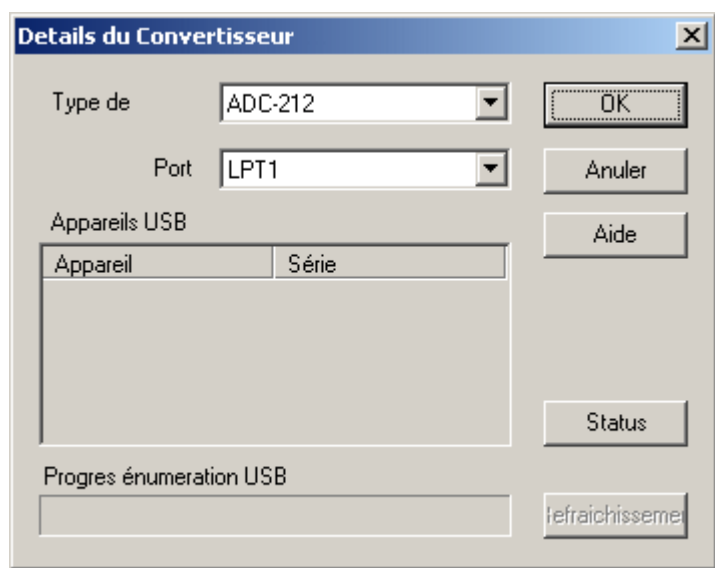 Details du Convertisseur
Type de ADC-212 OK
Port LPT1 Anuler
Appareils USB
Aide
Appareil Série
Status
Progres énumeration USB